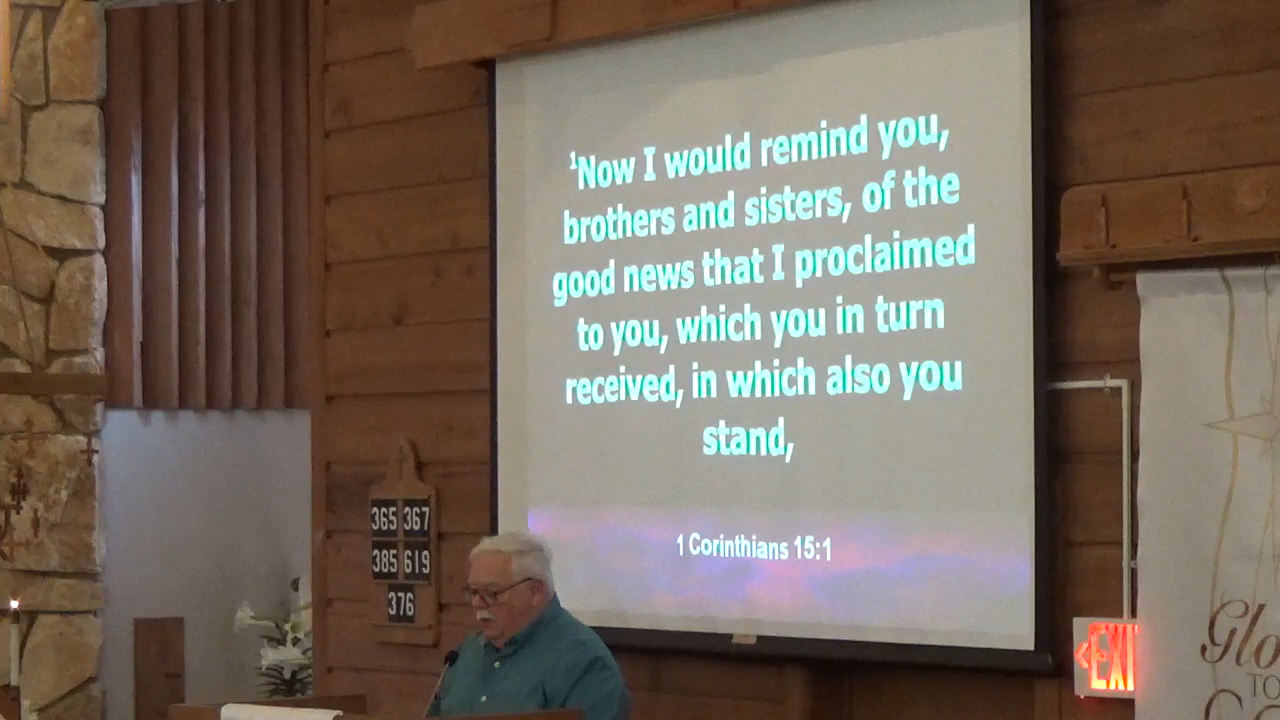 ¹Now I would remind you,
brothers and sisters, of the
good news that I proclaimed
to you, which you in turn
received, in which also you
stand,
1 Corinthians 15:1
365 367
385 619
376
<EXI
Glo
TO